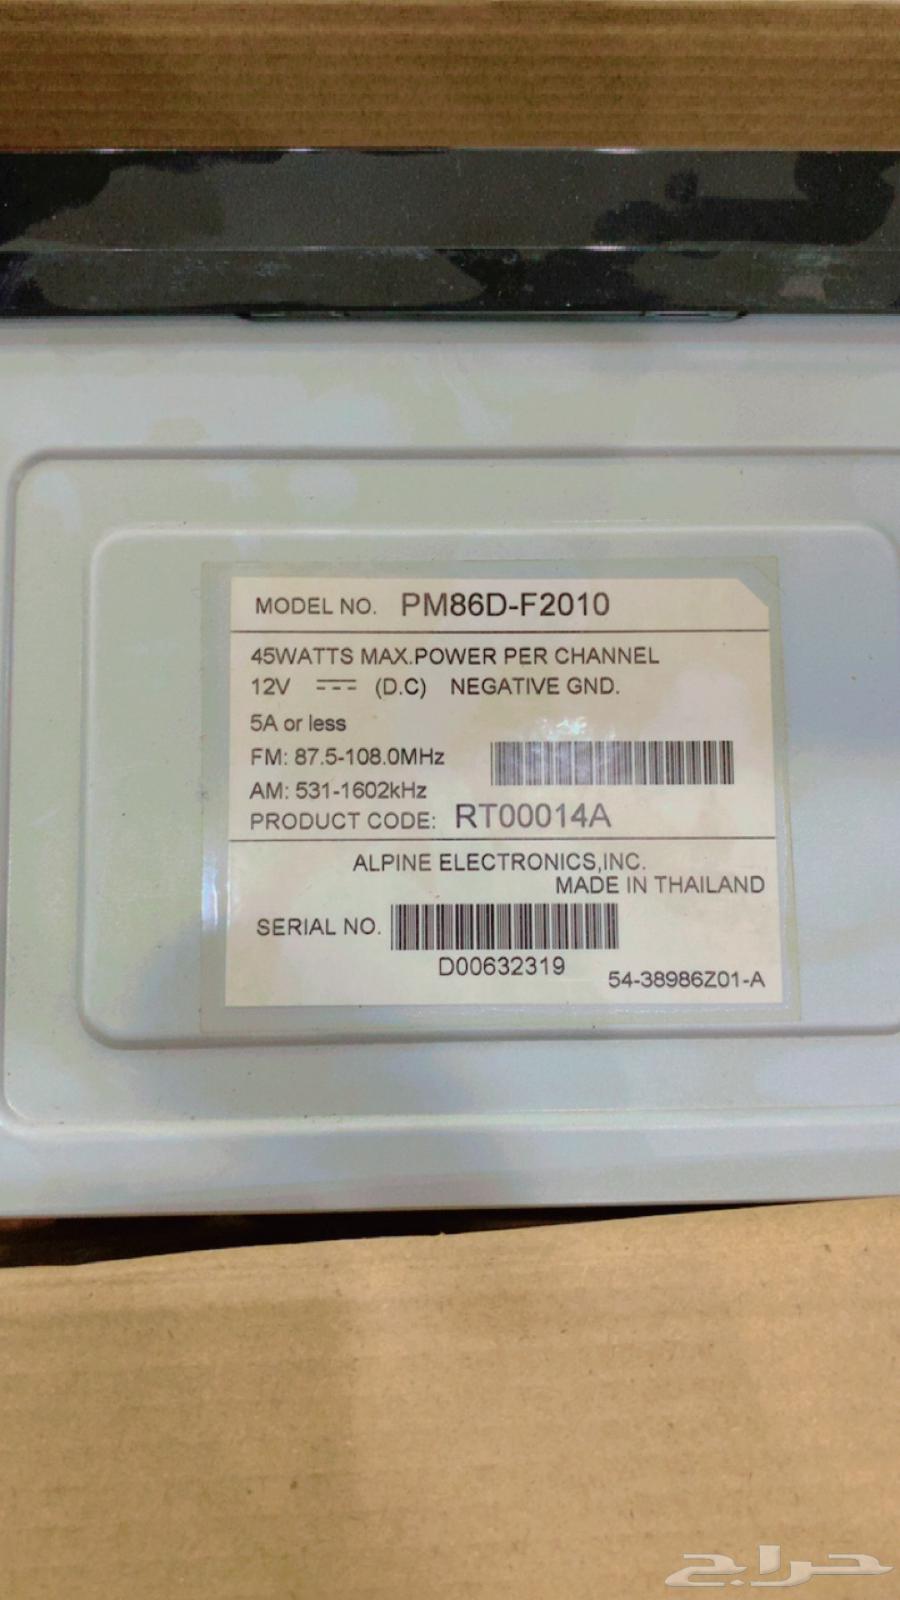 MODEL NO. PM86D-F2010
45WATTS MAX.POWER PER CHANNEL
12V (D.C) NEGATIVE GND.
5A or less
FM: 87.5-108.0MHz
AM: 531-1602kHz
PRODUCT CODE: RT00014A
ALPINE ELECTRONICS,INC.
MADE IN THAILAND
SERIAL NO.
D00632319
54-38986Z01-A
حراج